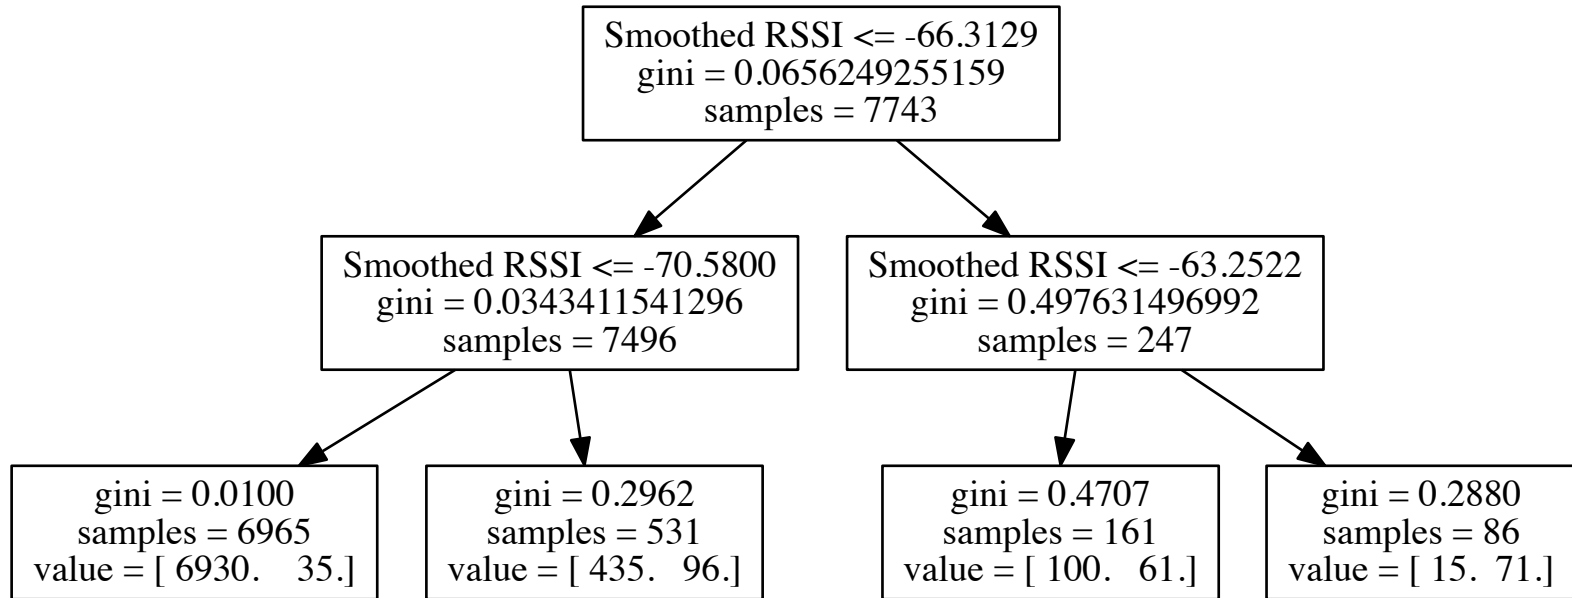 Smoothed RSSI <= -66.3129
gini = 0.0656249255159
samples = 7743
Smoothed RSSI <= -70.5800
gini = 0.0343411541296
samples = 7496
Smoothed RSSI <= -63.2522
gini = 0.497631496992
samples = 247
gini = 0.0100
samples = 6965
value = [ 6930.    35.]
gini = 0.2962
samples = 531
value = [ 435.   96.]
gini = 0.4707
samples = 161
value = [ 100.   61.]
gini = 0.2880
samples = 86
value = [ 15.  71.]